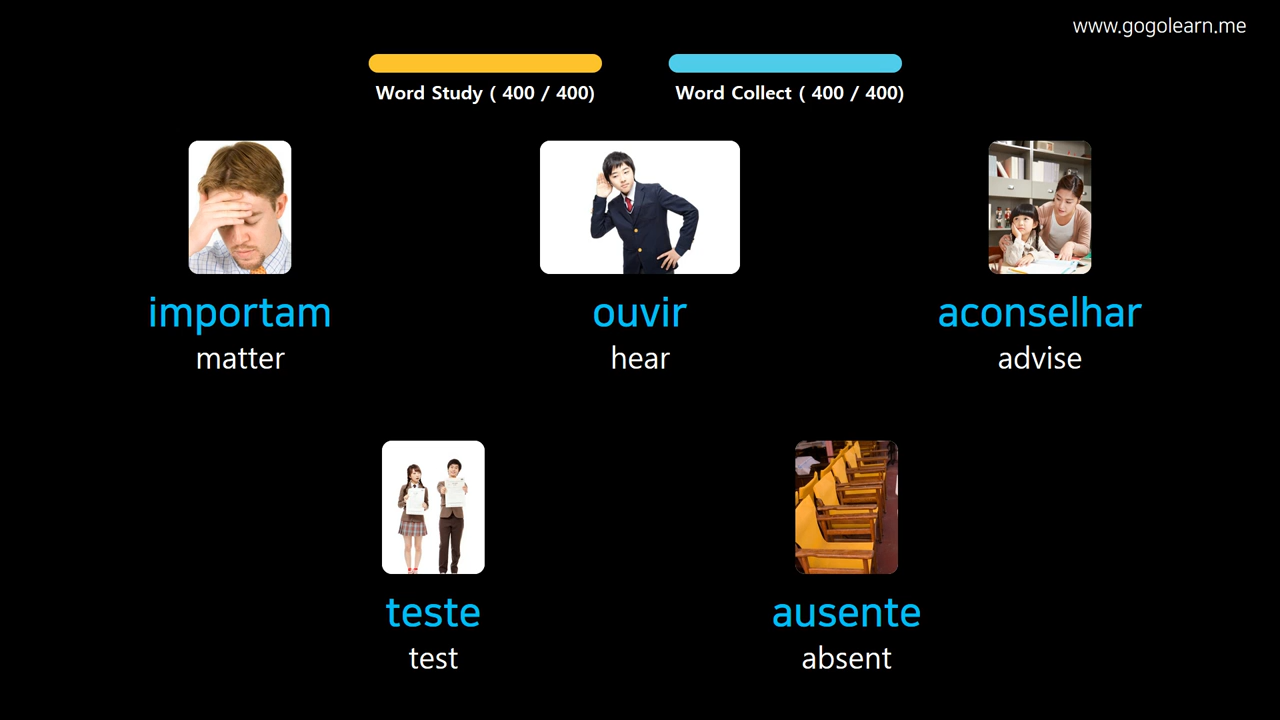 www.gogolearn.me
Word Study ( 400 / 400)
Word Collect ( 400 / 400)
importam
matter
ouvir
hear
aconselhar
advise
teste
test
ausente
absent